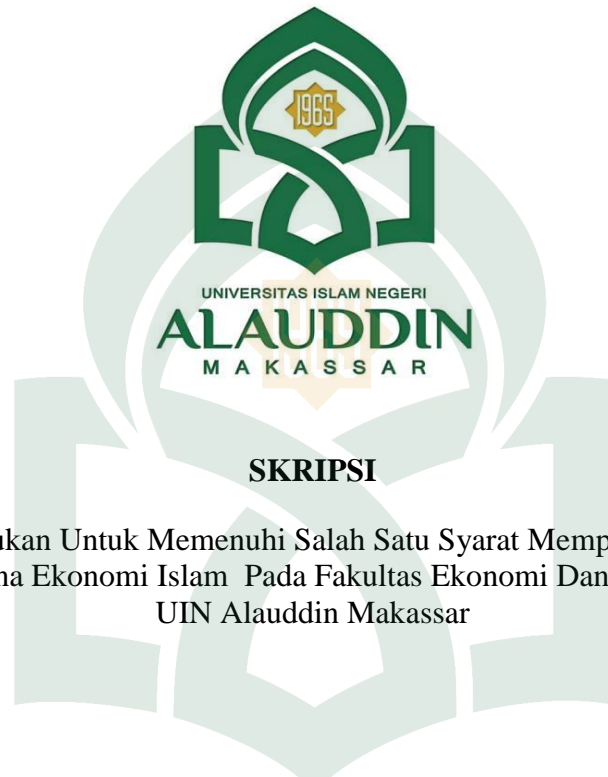 1965
UNIVERSITAS ISLAM NEGERI
ALAUDDIN
MAKASSAR
SKRIPSI
Untuk Memenuhi Salah Satu Syarat
Ekonomi Islam Pada Fakultas Ekonomi Dan
UIN Alauddin Makassar